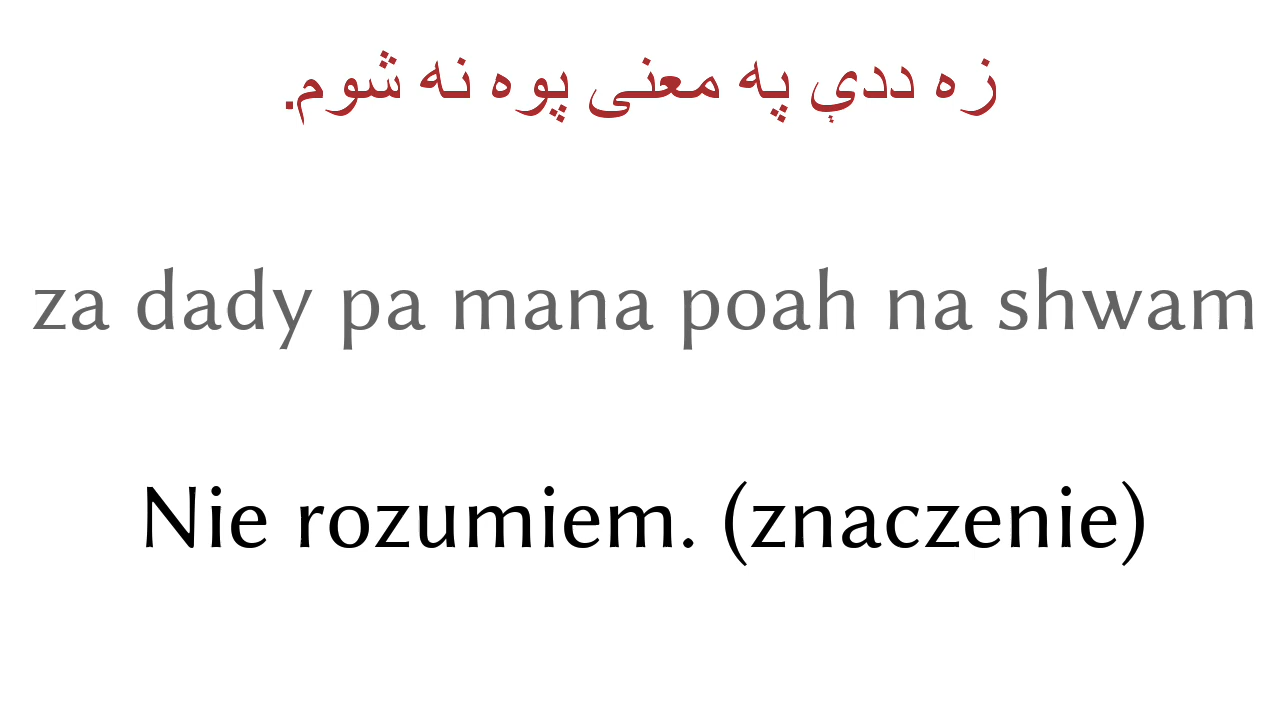 زه ددې په معنی پوه نه شوم.
za dady pa mana poah na shwam
Nie rozumiem. (znaczenie)